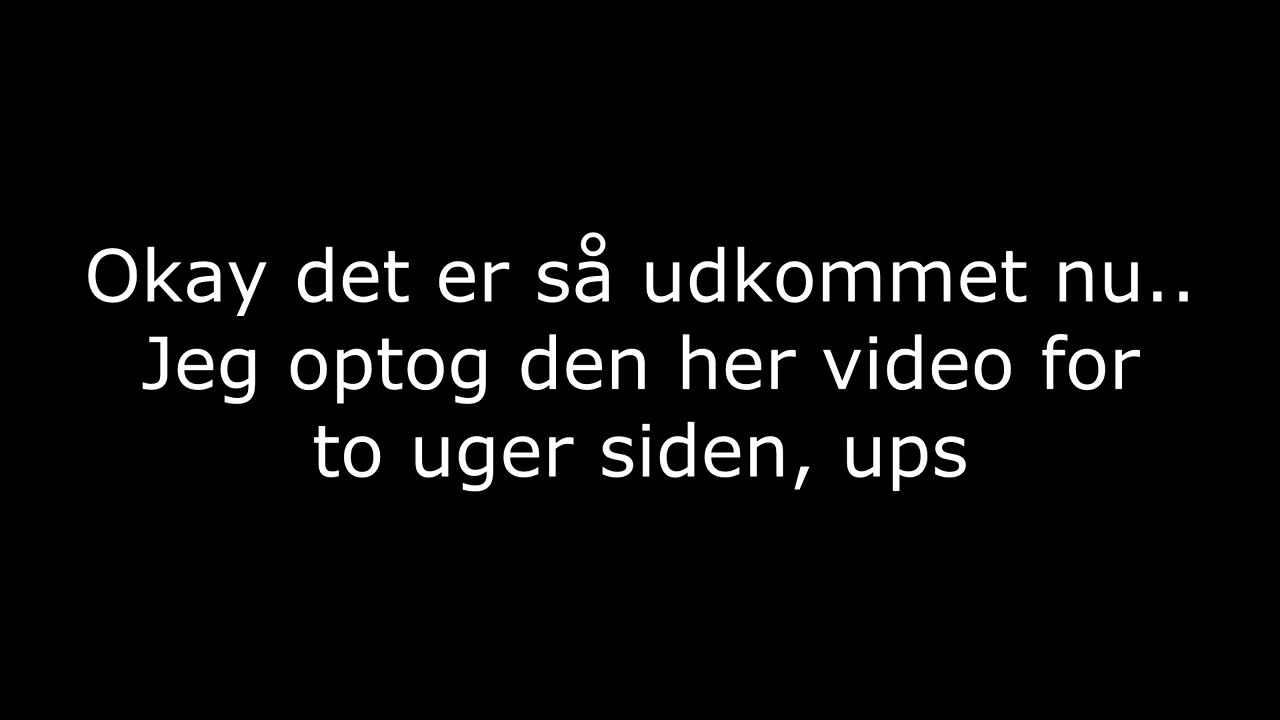 Okay det er så udkommet nu..
Jeg optog den her video for
to uger siden, ups